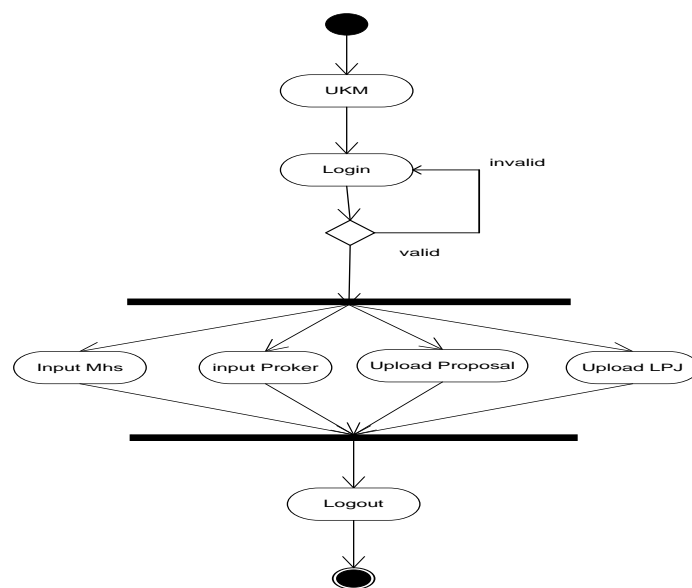 UKM
Login
invalid
valid
Input Mhs
input Proker
Upload Proposal
Upload LPJ
Logout